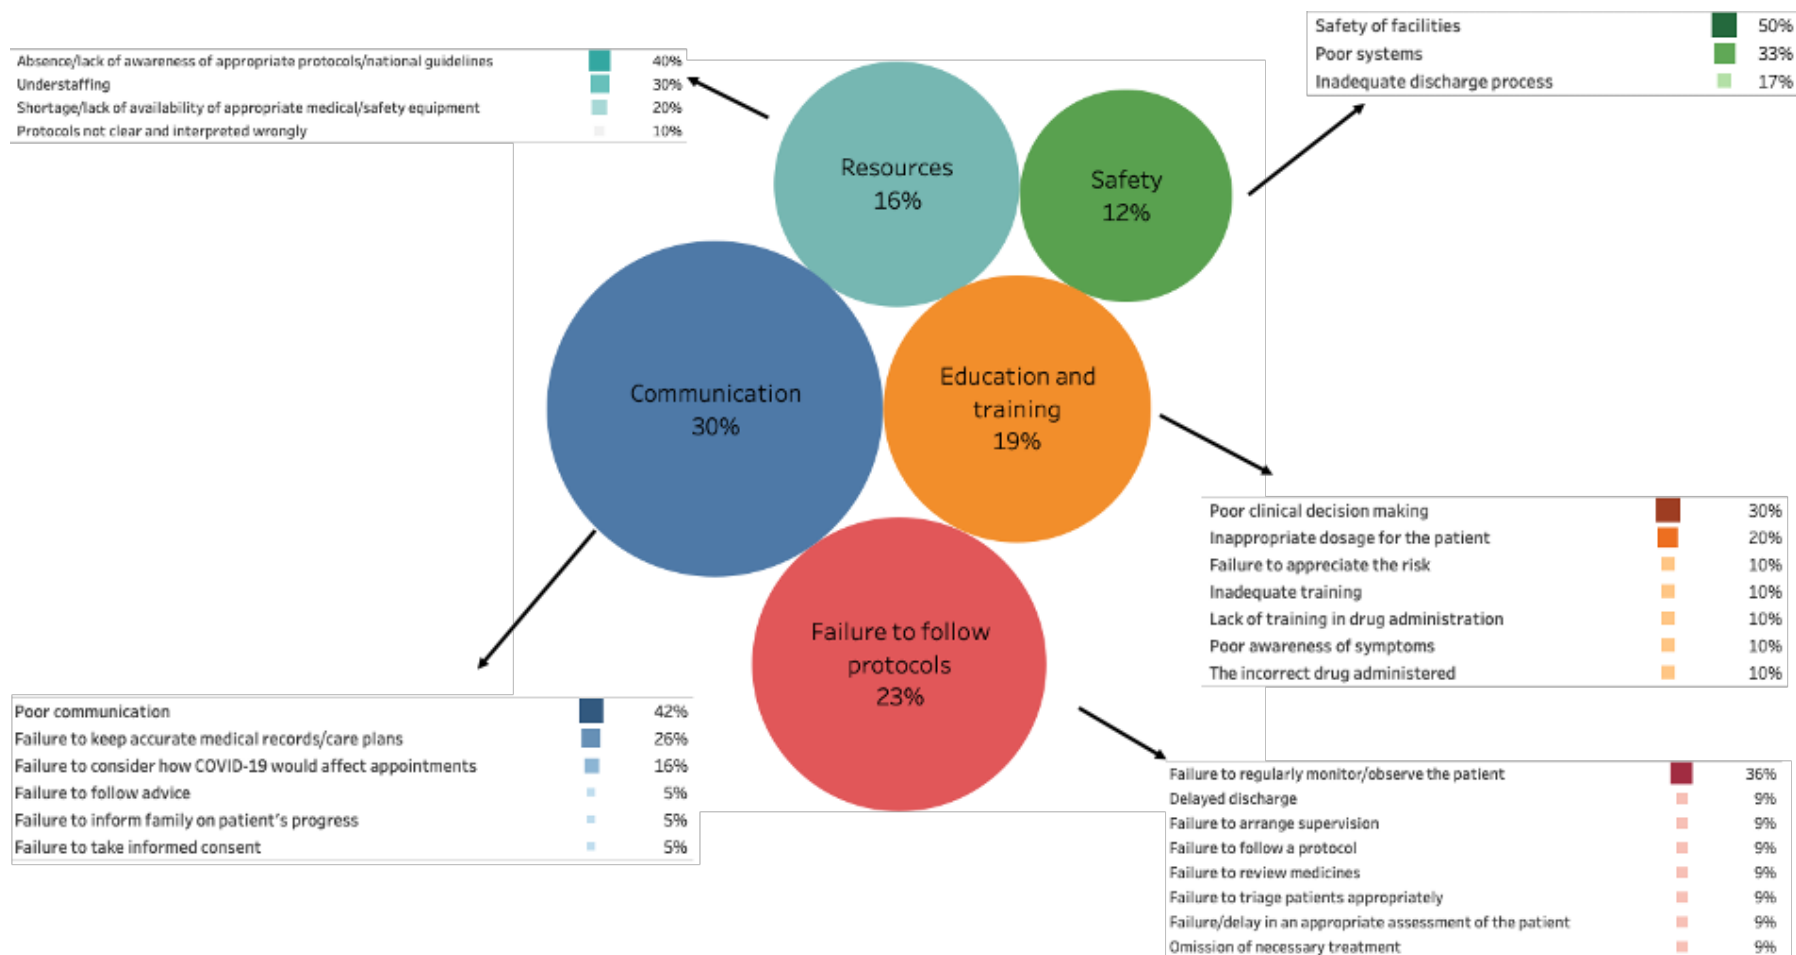 Absence/lack of awareness of appropriate protocols/national guidelines 40%
Understaffing 30%
Shortage/lack of availability of appropriate medical/safety equipment 20%
Protocols not clear and interpreted wrongly 10%
Safety of facilities 50%
Poor systems 33%
Inadequate discharge process 17%
Resources
16%
Safety
12%
Communication
30%
Education and
training
19%
Failure to follow
protocols
23%
Poor clinical decision making 30%
Inappropriate dosage for the patient 20%
Failure to appreciate the risk 10%
Inadequate training 10%
Lack of training in drug administration 10%
Poor awareness of symptoms 10%
The incorrect drug administered 10%
Poor communication 42%
Failure to keep accurate medical records/care plans 26%
Failure to consider how COVID-19 would affect appointments 16%
Failure to follow advice 5%
Failure to inform family on patient's progress 5%
Failure to take informed consent 5%
Failure to regularly monitor/observe the patient 36%
Delayed discharge 9%
Failure to arrange supervision 9%
Failure to follow a protocol 9%
Failure to review medicines 9%
Failure to triage patients appropriately 9%
Failure/delay in an appropriate assessment of the patient 9%
Omission of necessary treatment 9%